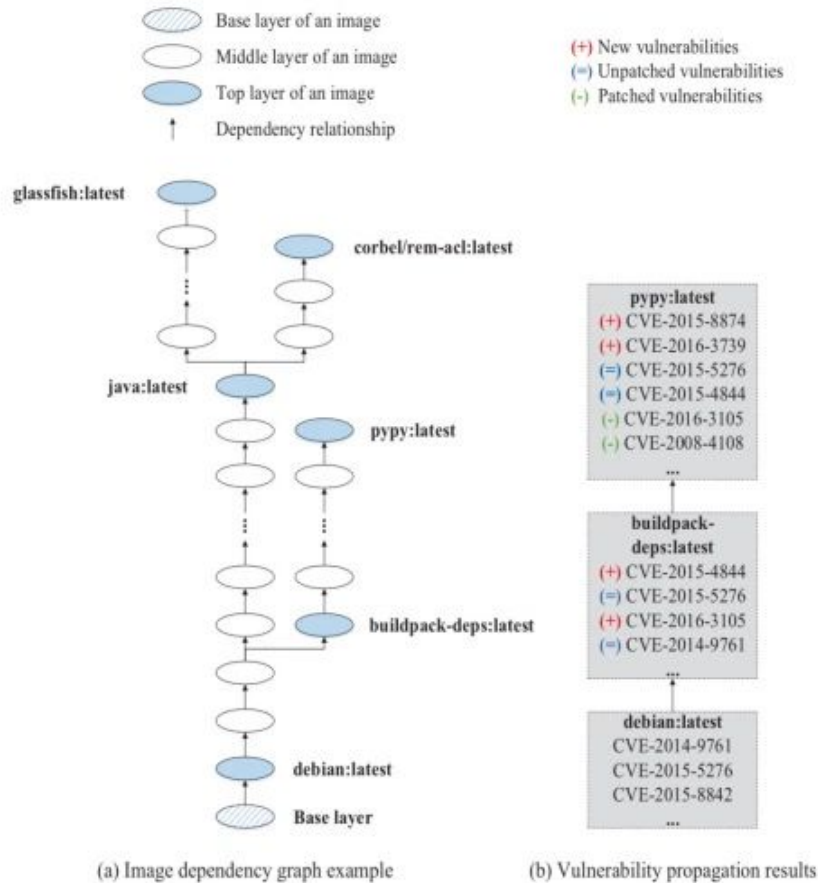 Base layer of an image
Middle layer of an image
Top layer of an image
Dependency relationship
(+) New vulnerabilities
(=) Unpatched vulnerabilities
(-) Patched vulnerabilities
glassfish:latest
corbel/rem-acl:latest
java:latest
pypy:latest
buildpack-deps:latest
debian:latest
Base layer
(a) Image dependency graph example
pypy:latest
(+) CVE-2015-8874
(+) CVE-2016-3739
(=) CVE-2015-5276
(=) CVE-2015-4844
(-) CVE-2016-3105
(-) CVE-2008-4108
...
buildpack-
deps:latest
(+) CVE-2015-4844
(=) CVE-2015-5276
(+) CVE-2016-3105
(=) CVE-2014-9761
...
debian:latest
CVE-2014-9761
CVE-2015-5276
CVE-2015-8842
...
(b) Vulnerability propagation results